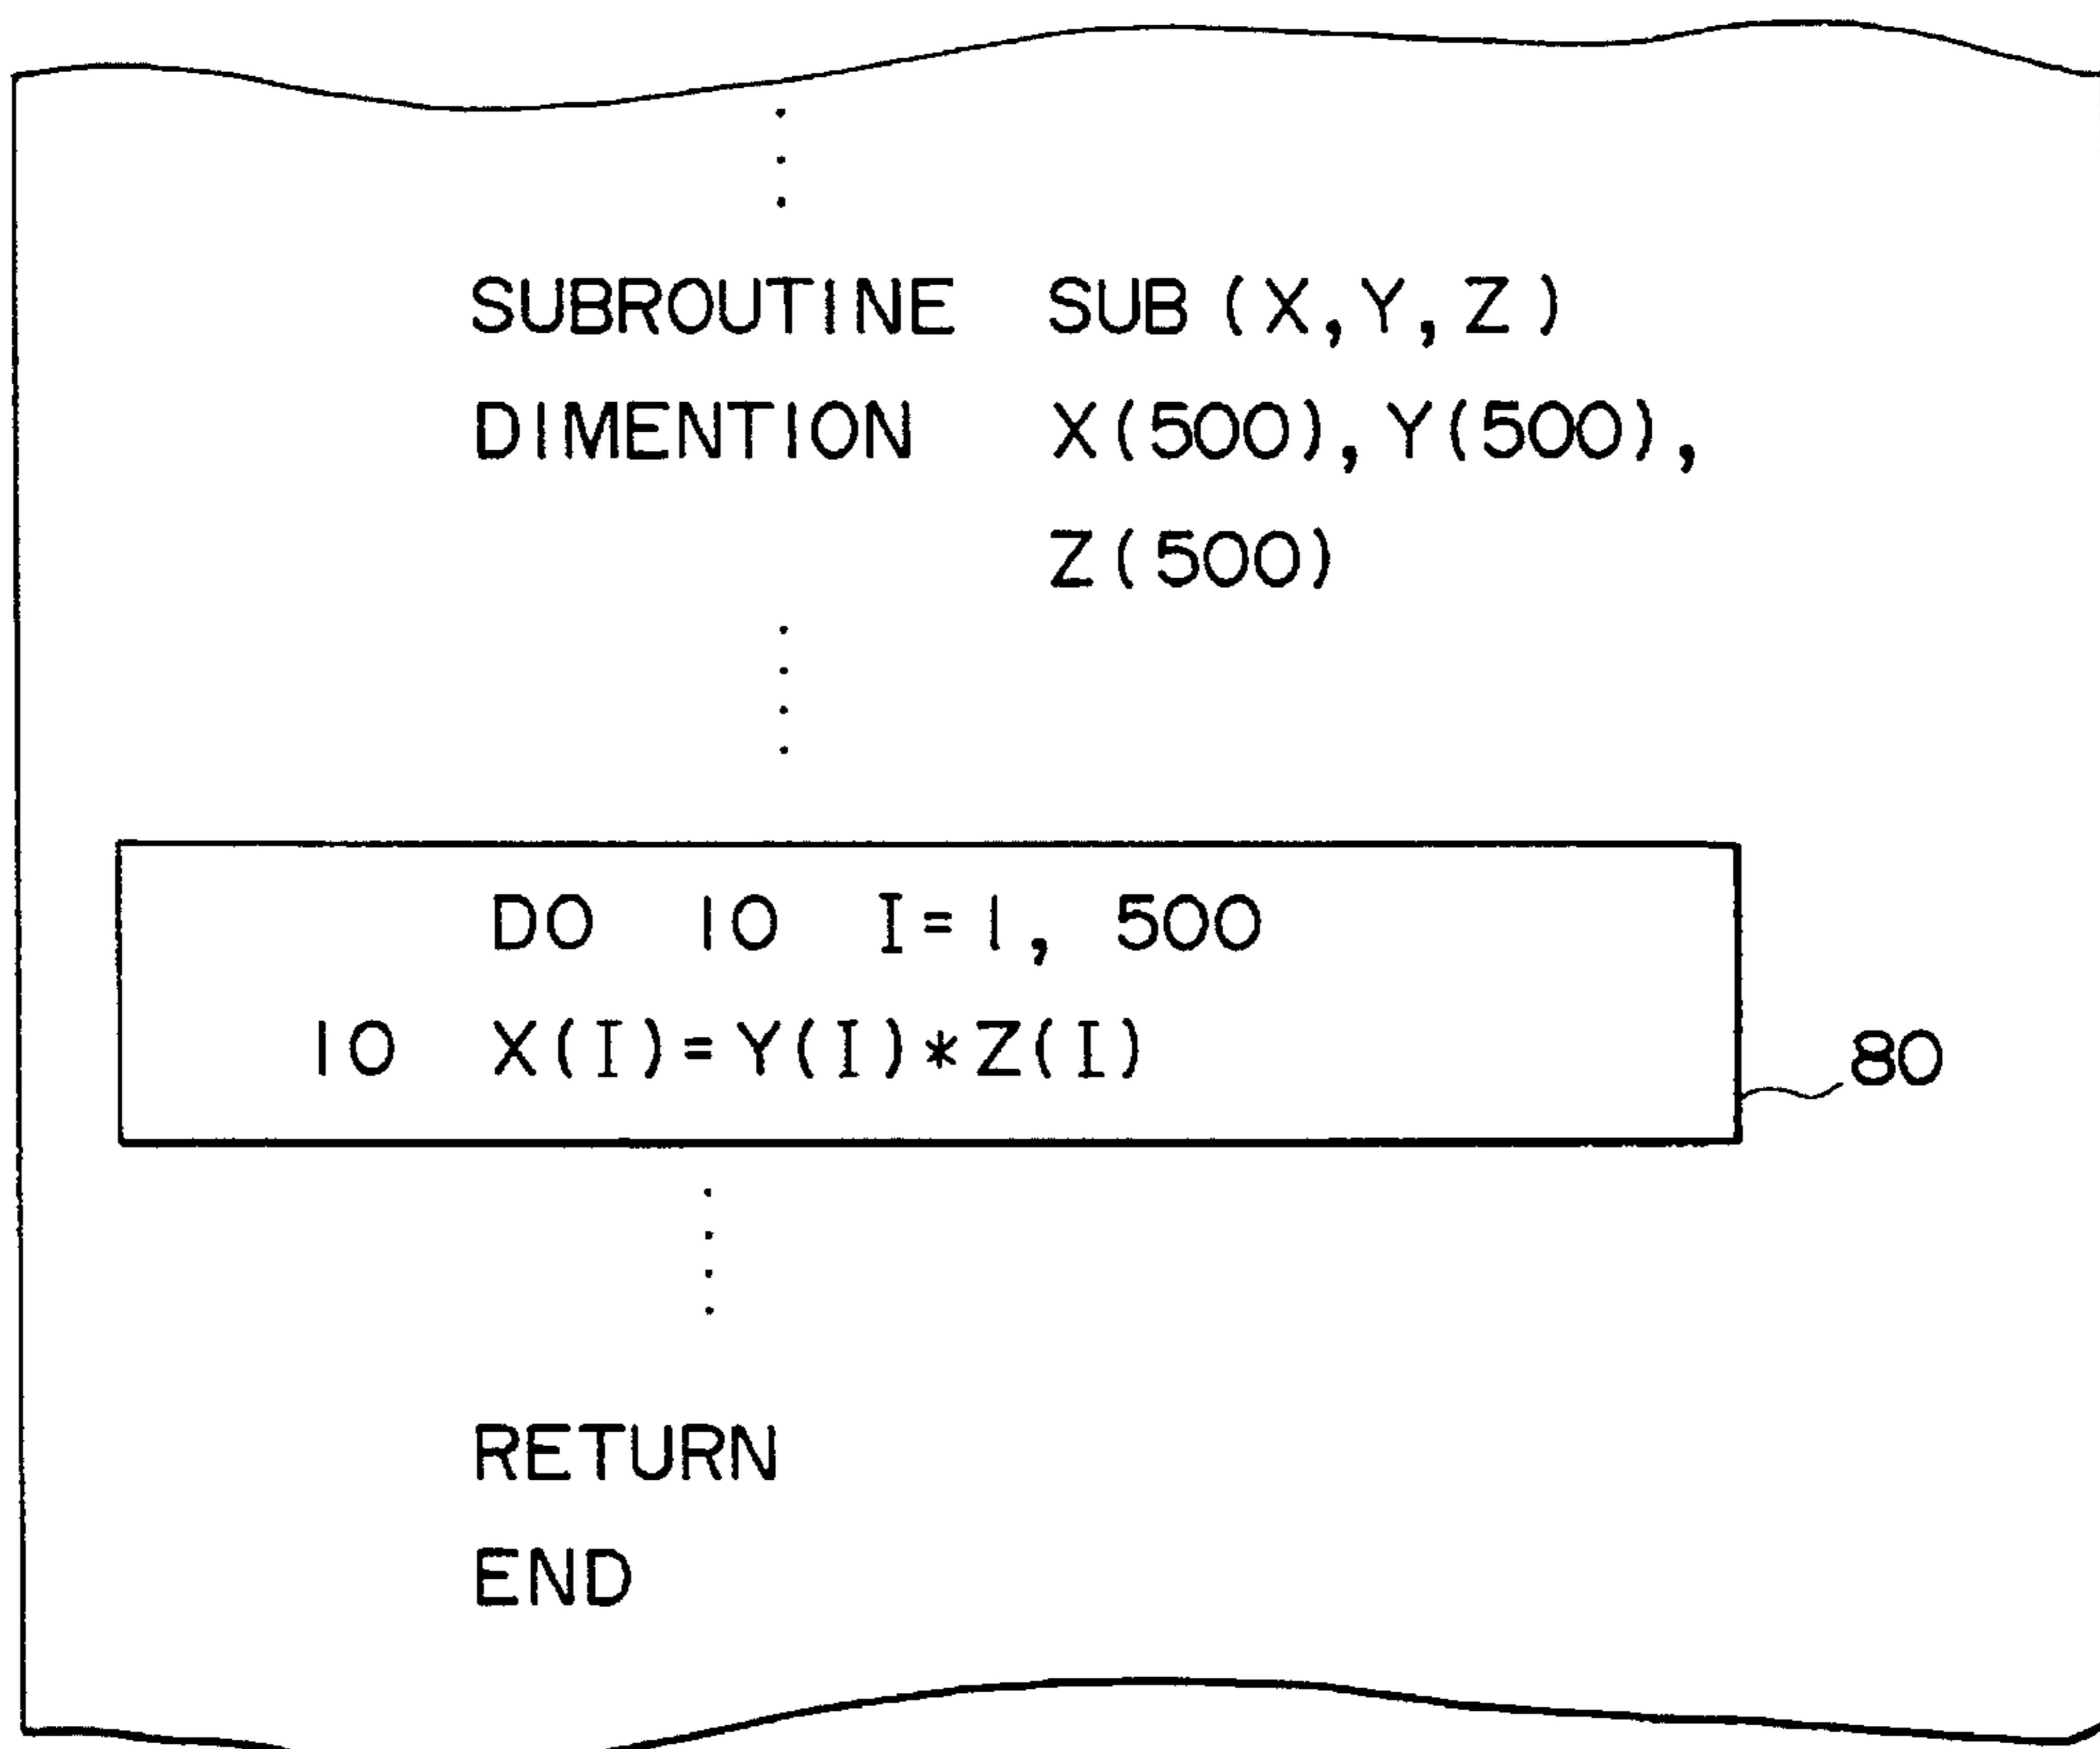 SUBROUTINE SUB (X,Y,Z)
DIMENTION X(500),Y(500),
Z(500)
DO 10 I=1, 500
10 X(I)=Y(I)*Z(I)
80
RETURN
END